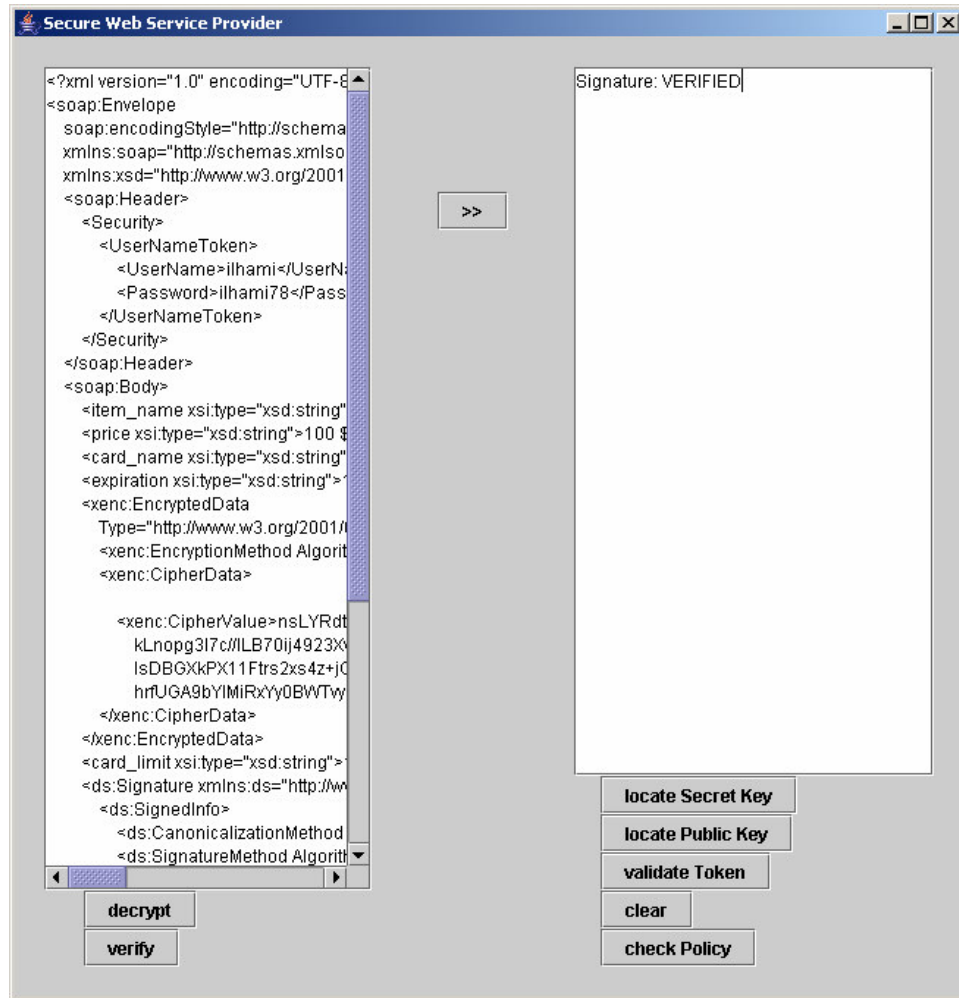 Secure Web Service Provider
<?xml version="1.0" encoding="UTF-8
<soap:Envelope
soap:encodingStyle="http://schema
xmlns:soap="http://schemas.xmlso
xmlns:xsd="http://www.w3.org/2001
<soap:Header>
<Security>
<UserNameToken>
<UserName>ilhami</UserNa
<Password>ilhami78</Pass
</UserNameToken>
</Security>
</soap:Header>
<soap:Body>
<item_name xsi:type="xsd:string"
<price xsi:type="xsd:string">100 $
<card_name xsi:type="xsd:string"
<expiration xsi:type="xsd:string">
<xenc:EncryptedData
Type="http://www.w3.org/2001/
<xenc:EncryptionMethod Algorit
<xenc:CipherData>
<xenc:CipherValue>nsLYRdt
kLnopg3I7c//ILB70ij4923X
IsDBGXkPX11Ftrs2xs4z+j
hrfUGA9bYIMiRxYy0BWTvy
</xenc:CipherData>
</xenc:EncryptedData>
<card_limit xsi:type="xsd:string">
<ds:Signature xmlns:ds="http://w
<ds:SignedInfo>
<ds:CanonicalizationMethod
<ds:SignatureMethod Algorith
decrypt
verify
>>
Signature: VERIFIED
locate Secret Key
locate Public Key
validate Token
clear
check Policy